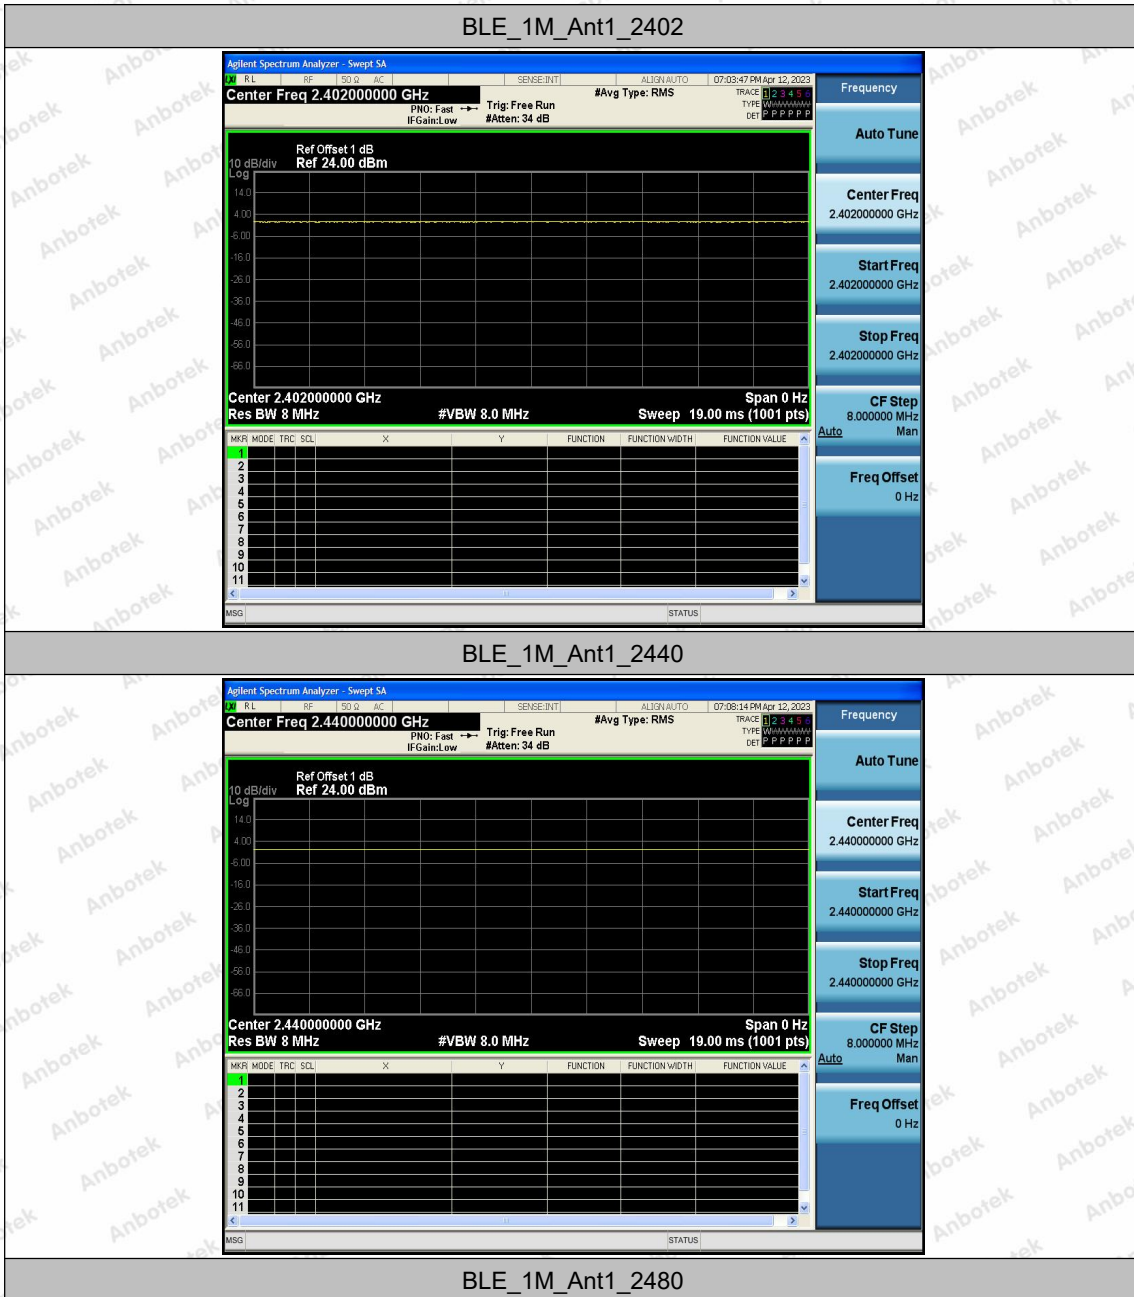 BLE_1M_Ant1_2402
Agilent Spectrum Analyzer - Swept SA
LXI RL RF 50 Ω AC SENSE:INT ALIGNAUTO 07:03:47 PM Apr 12, 2023
Center Freq 2.402000000 GHz #Avg Type: RMS TRACE 1 2 3 4 5 6
PNO: Fast Trig: Free Run TYPE WWWWWW
IFGain:Low #Atten: 34 dB DET P P P P P P
Frequency
Auto Tune
Center Freq
2.402000000 GHz
Start Freq
2.402000000 GHz
Stop Freq
2.402000000 GHz
CF Step
8.000000 MHz
Auto Man
Freq Offset
0 Hz
Ref Offset 1 dB
10 dB/div Ref 24.00 dBm
Log
14.0
4.00
-6.00
-16.0
-26.0
-36.0
-46.0
-56.0
-66.0
Center 2.402000000 GHz Span 0 Hz
Res BW 8 MHz #VBW 8.0 MHz Sweep 19.00 ms (1001 pts)
MKR MODE TRC SCL X Y FUNCTION FUNCTION WIDTH FUNCTION VALUE
1
2
3
4
5
6
7
8
9
10
11
MSG STATUS
BLE_1M_Ant1_2440
Agilent Spectrum Analyzer - Swept SA
LXI RL RF 50 Ω AC SENSE:INT ALIGNAUTO 07:08:14 PM Apr 12, 2023
Center Freq 2.440000000 GHz #Avg Type: RMS TRACE 1 2 3 4 5 6
PNO: Fast Trig: Free Run TYPE WWWWWW
IFGain:Low #Atten: 34 dB DET P P P P P P
Frequency
Auto Tune
Center Freq
2.440000000 GHz
Start Freq
2.440000000 GHz
Stop Freq
2.440000000 GHz
CF Step
8.000000 MHz
Auto Man
Freq Offset
0 Hz
Ref Offset 1 dB
10 dB/div Ref 24.00 dBm
Log
14.0
4.00
-6.00
-16.0
-26.0
-36.0
-46.0
-56.0
-66.0
Center 2.440000000 GHz Span 0 Hz
Res BW 8 MHz #VBW 8.0 MHz Sweep 19.00 ms (1001 pts)
MKR MODE TRC SCL X Y FUNCTION FUNCTION WIDTH FUNCTION VALUE
1
2
3
4
5
6
7
8
9
10
11
MSG STATUS
BLE_1M_Ant1_2480
Anbotek